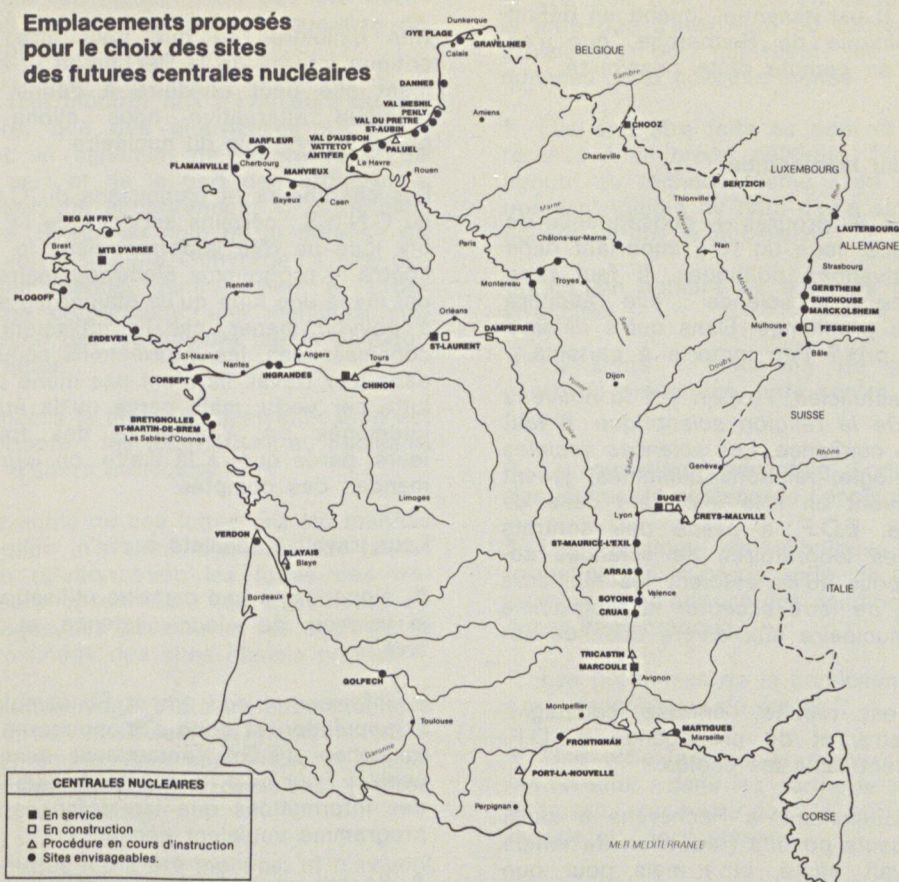 Emplacements proposés
pour le choix des sites
des futures centrales nucléaires
Dunkerque
OYE PLAGE
GRAVELINES
Calais
BELGIQUE
DANNES
Sambre
VAL MESNIL
PENLY
VAL DU PRETRE
ST-AUBIN
Amiens
CHOOZ
VAL D'AUSSON
VATTETOT
ANTIFER
PALUEL
Charleville
BARFLEUR
Cherbourg
FLAMANVILLE
Le Havre
Rouen
LUXEMBOURG
SENTZICH
Thionville
MANVIEUX
Bayeux
Caen
Marne
BEG AN FRY
Brest
MTS D'ARREE
Paris
Châlons-sur-Marne
Meuse
Nan
Moselle
LAUTERBOURG
ALLEMAGNE
Strasbourg
PLOGOFF
Rennes
Montereau
Troyes
GERSTHEIM
SUNDHOUSE
MARCKOLSHEIM
ERDEVEN
Orléans
Seine
Mulhouse
FESSENHEIM
Bâle
St-Nazaire
Nantes
Angers
Tours
DAMPIERRE
ST-LAURENT
Yonne
Dijon
Doubs
CORSEPT
INGRANDES
CHINON
BRETIGNOLLES
ST-MARTIN-DE-BREM
Les Sables-d'Olonnes
Saône
SUISSE
Genève
Rhône
Limoges
BUGEY
Lyon
CREYS-MALVILLE
VERDON
BLAYAIS
Blaye
ST-MAURICE-L'EXIL
ARRAS
ITALIE
Bordeaux
SOYONS
Valence
CRUAS
TRICASTIN
MARCOULE
Avignon
GOLFECH
Montpellier
Toulouse
MARTIGUES
Marseille
FRONTIGNAN
Garonne
PORT-LA-NOUVELLE
Perpignan
CORSE
MER MEDITERRANEE
CENTRALES NUCLEAIRES
■ En service
□ En construction
△ Procédure en cours d'instruction
● Sites envisageables.